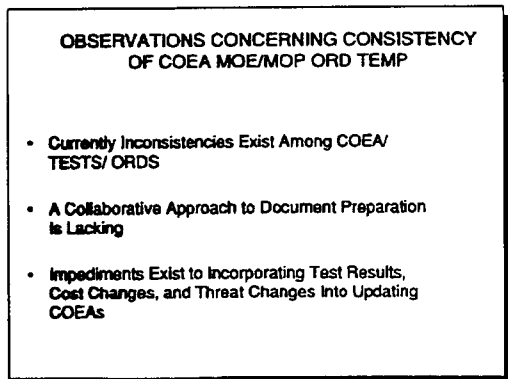 OBSERVATIONS CONCERNING CONSISTENCY
OF COEA MOE/MOP ORD TEMP
• Currently Inconsistencies Exist Among COEA/
TESTS/ ORDS
• A Collaborative Approach to Document Preparation
Is Lacking
• Impediments Exist to Incorporating Test Results,
Cost Changes, and Threat Changes Into Updating
COEAs